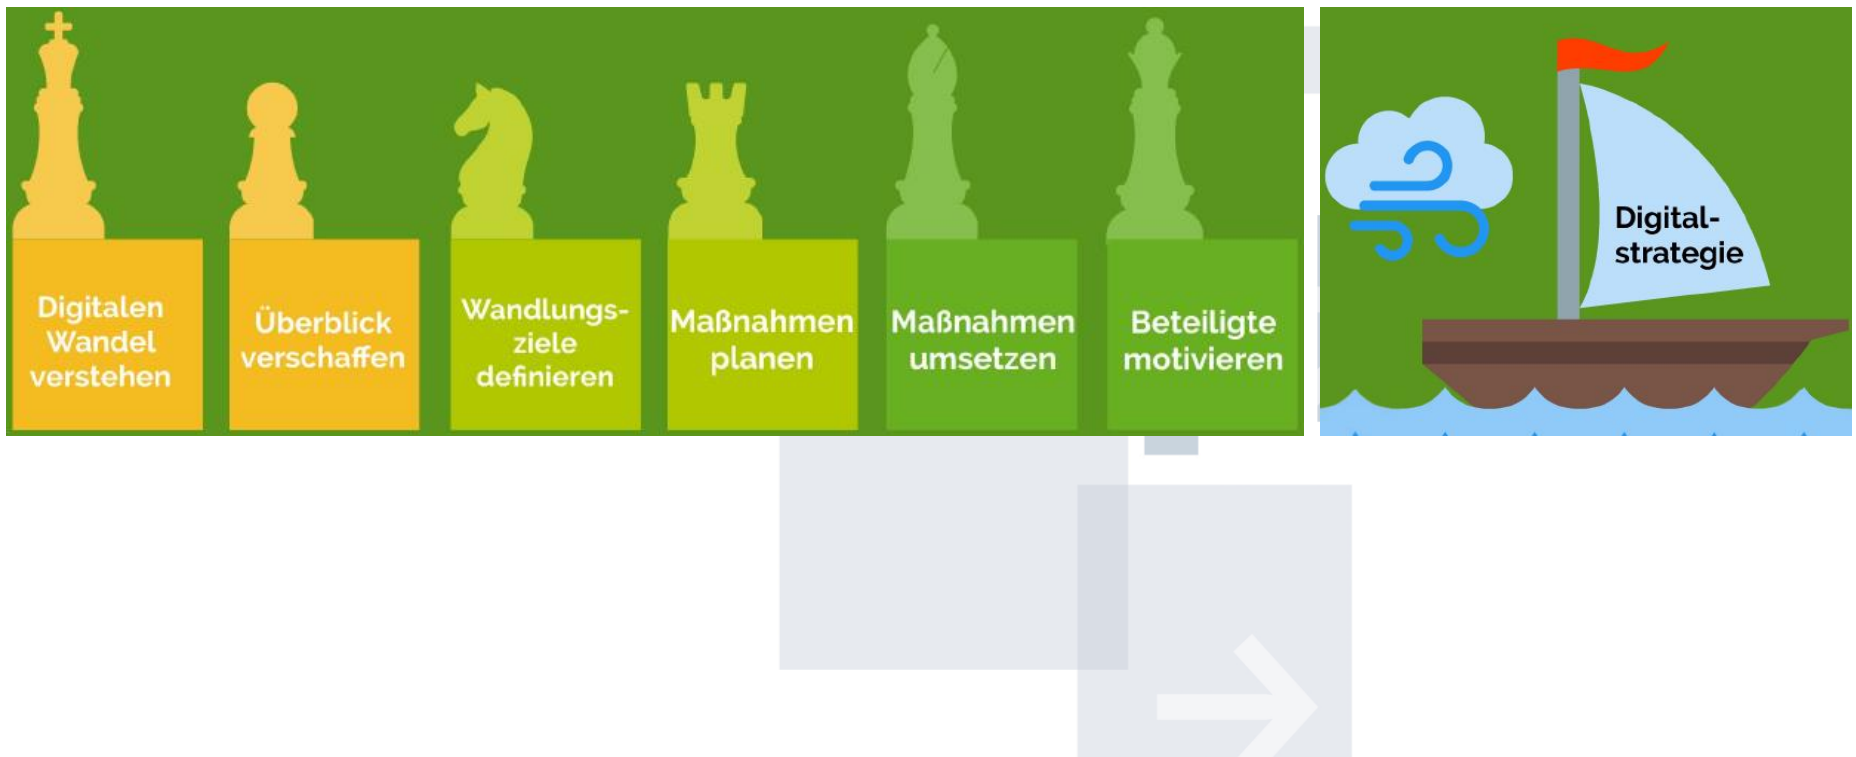 Digitalen
Wandel
verstehen
Überblick
verschaffen
Wandlungs-
ziele
definieren
Maßnahmen
planen
Maßnahmen
umsetzen
Beteiligte
motivieren
Digital-
strategie